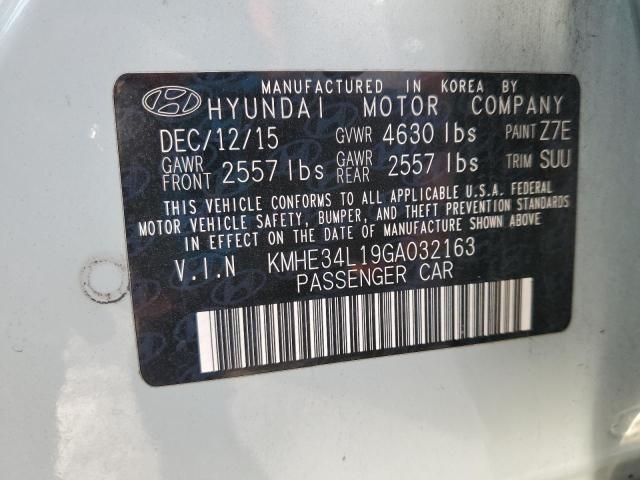 MANUFACTURED IN KOREA BY
HYUNDAI MOTOR COMPANY
DEC/12/15 GVWR 4630 lbs PAINT Z7E
GAWR FRONT 2557 lbs GAWR REAR 2557 lbs TRIM SUU
THIS VEHICLE CONFORMS TO ALL APPLICABLE U.S.A. FEDERAL
MOTOR VEHICLE SAFETY, BUMPER, AND THEFT PREVENTION STANDARDS
IN EFFECT ON THE DATE OF MANUFACTURE SHOWN ABOVE.
V.I.N KMHE34L19GA032163
PASSENGER CAR